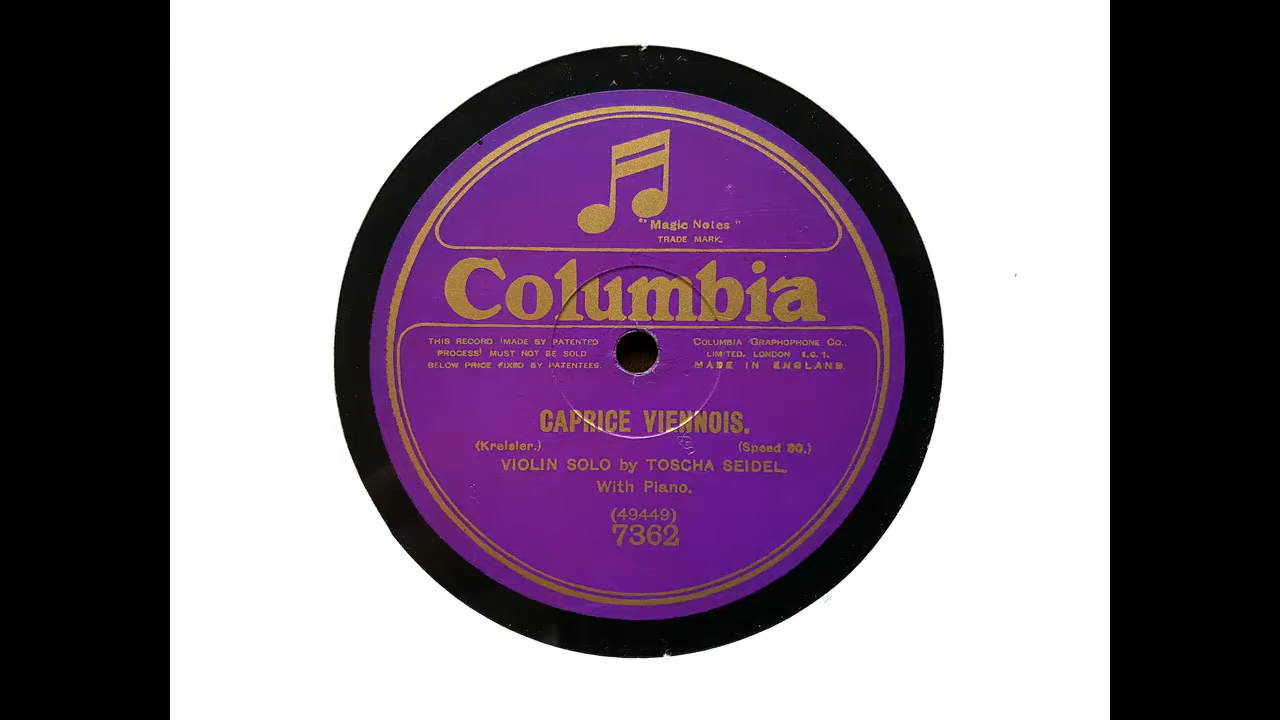 "Magic Notes"
TRADE MARK.
Columbia
THIS RECORD (MADE BY PATENTED
PROCESS) MUST NOT BE SOLD
BELOW PRICE FIXED BY PATENTEES.
COLUMBIA GRAPHOPHONE CO.,
LIMITED, LONDON E.C.1.
MADE IN ENGLAND.
CAPRICE VIENNOIS.
(Kreisler.) (Speed 80.)
VIOLIN SOLO by TOSCHA SEIDEL.
With Piano.
(49449)
7362